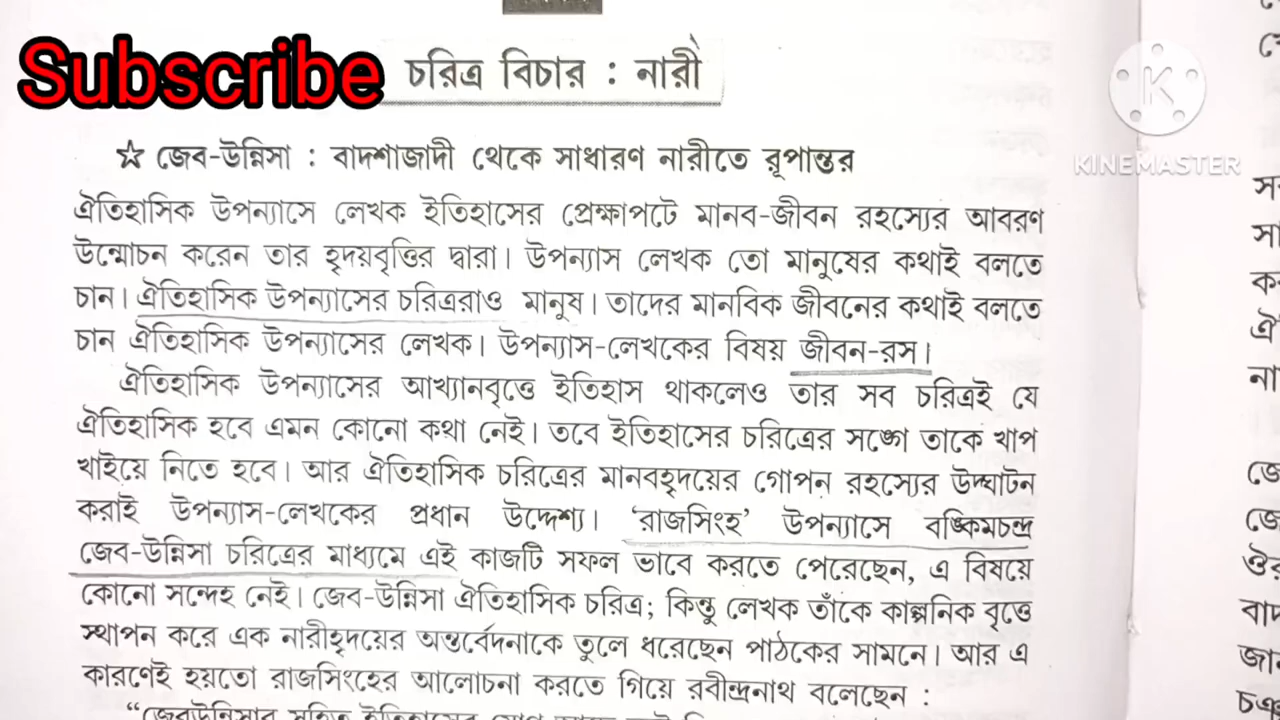 Subscribe
চরিত্র বিচার : নারী
KINEMASTER
☆ জেব-উন্নিসা : বাদশাজাদী থেকে সাধারণ নারীতে রূপান্তর
ঐতিহাসিক উপন্যাসে লেখক ইতিহাসের প্রেক্ষাপটে মানব-জীবন রহস্যের আবরণ
উন্মোচন করেন তার হৃদয়বৃত্তির দ্বারা। উপন্যাস লেখক তো মানুষের কথাই বলতে
চান। ঐতিহাসিক উপন্যাসের চরিত্ররাও মানুষ। তাদের মানবিক জীবনের কথাই বলতে
চান ঐতিহাসিক উপন্যাসের লেখক। উপন্যাস-লেখকের বিষয় জীবন-রস।
ঐতিহাসিক উপন্যাসের আখ্যানবৃত্তে ইতিহাস থাকলেও তার সব চরিত্রই যে
ঐতিহাসিক হবে এমন কোনো কথা নেই। তবে ইতিহাসের চরিত্রের সঙ্গে তাকে খাপ
খাইয়ে নিতে হবে। আর ঐতিহাসিক চরিত্রের মানবহৃদয়ের গোপন রহস্যের উদ্ঘাটন
করাই উপন্যাস-লেখকের প্রধান উদ্দেশ্য। ‘রাজসিংহ’ উপন্যাসে বঙ্কিমচন্দ্র
জেব-উন্নিসা চরিত্রের মাধ্যমে এই কাজটি সফল ভাবে করতে পেরেছেন, এ বিষয়ে
কোনো সন্দেহ নেই। জেব-উন্নিসা ঐতিহাসিক চরিত্র; কিন্তু লেখক তাঁকে কাল্পনিক বৃত্তে
স্থাপন করে এক নারীহৃদয়ের অন্তর্বেদনাকে তুলে ধরেছেন পাঠকের সামনে। আর এ
কারণেই হয়তো রাজসিংহের আলোচনা করতে গিয়ে রবীন্দ্রনাথ বলেছেন :